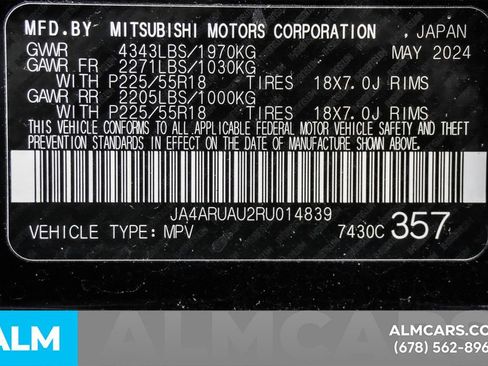 MFD.BY MITSUBISHI MOTORS CORPORATION, JAPAN
GVWR 4343LBS/1970KG MAY 2024
GAWR FR 2271LBS/1030KG
WITH P225/55R18 TIRES 18X7.0J RIMS
GAWR RR 2205LBS/1000KG
WITH P225/55R18 TIRES 18X7.0J RIMS
THIS VEHICLE CONFORMS TO ALL APPLICABLE FEDERAL MOTOR VEHICLE SAFETY AND THEFT
PREVENTION STANDARDS IN EFFECT ON THE DATE OF MANUFACTURE SHOWN ABOVE.
JA4ARUAU2RU014839
VEHICLE TYPE: MPV 7430C 357
ALM
ALMCARS
ALMCARS.CO
(678) 562-896